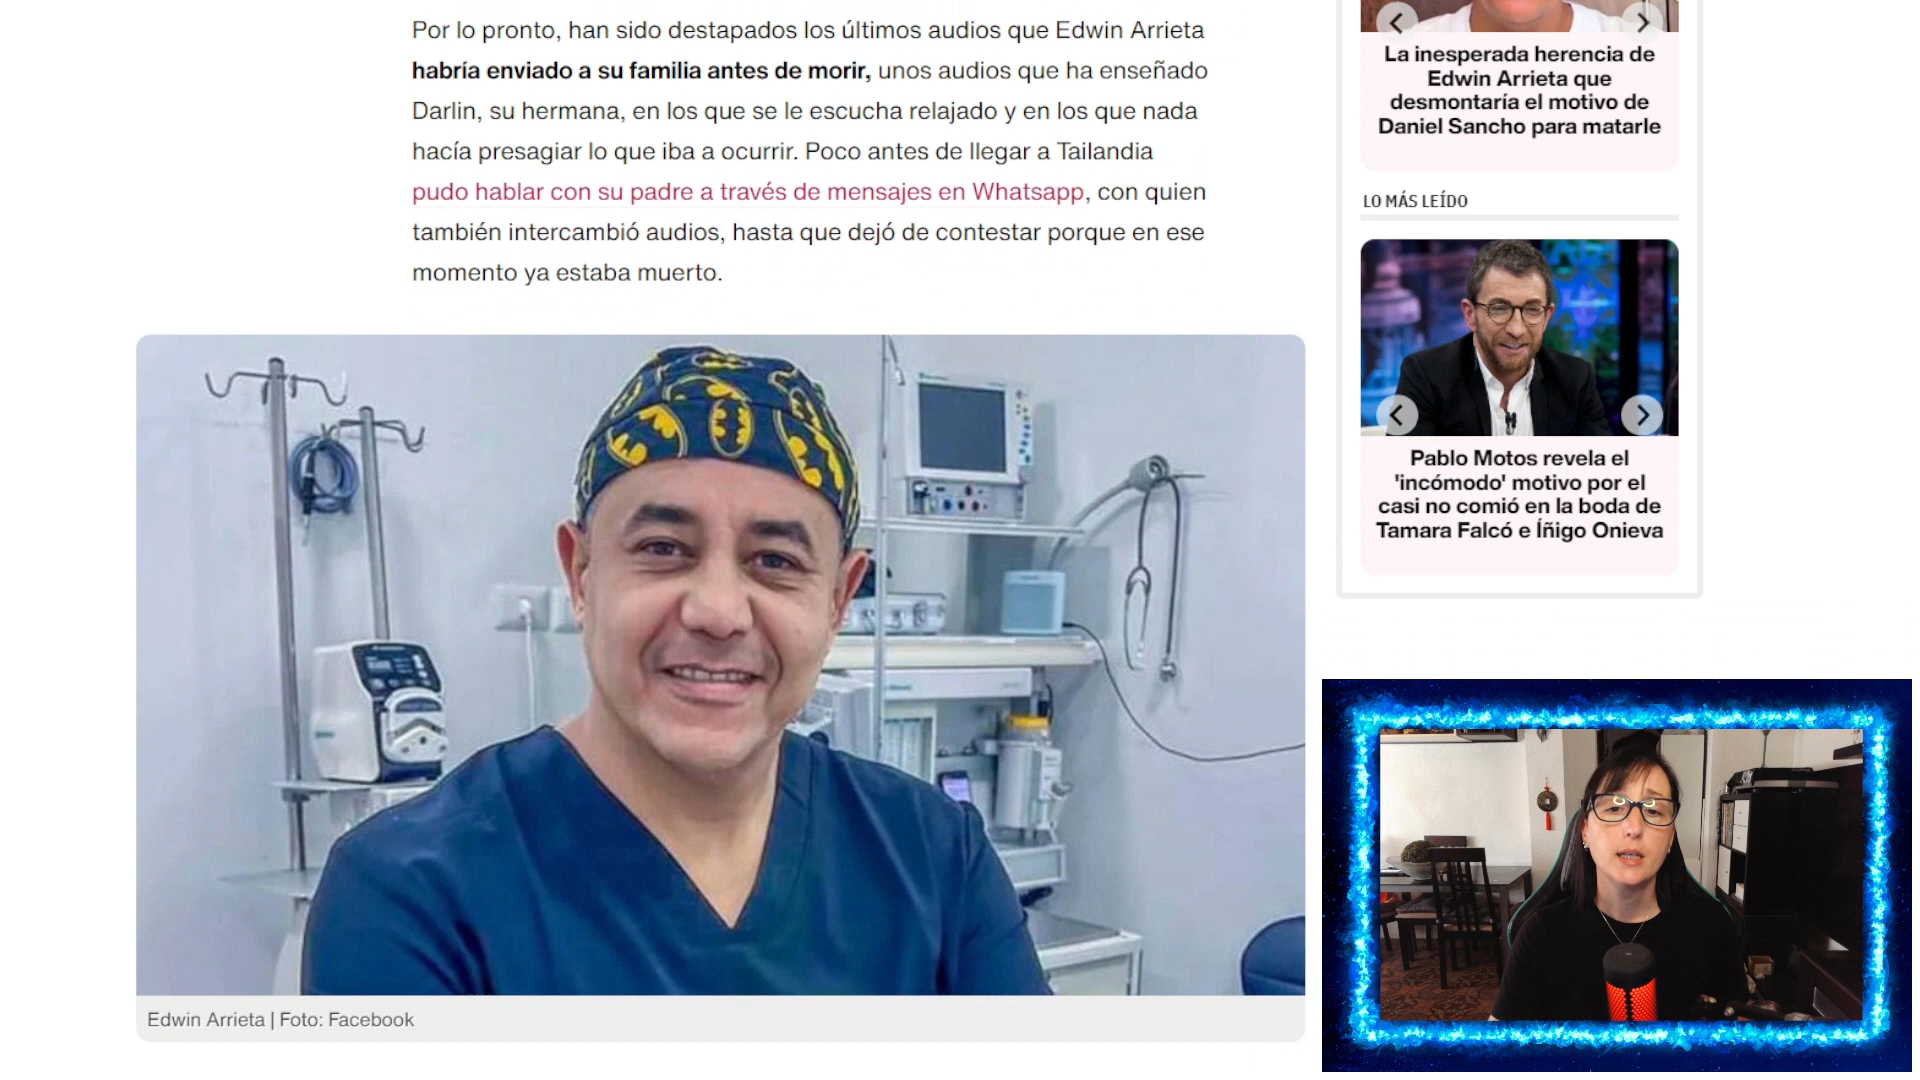 Por lo pronto, han sido destapados los últimos audios que Edwin Arrieta
habría enviado a su familia antes de morir, unos audios que ha enseñado
Darlin, su hermana, en los que se le escucha relajado y en los que nada
hacía presagiar lo que iba a ocurrir. Poco antes de llegar a Tailandia
pudo hablar con su padre a través de mensajes en Whatsapp, con quien
también intercambió audios, hasta que dejó de contestar porque en ese
momento ya estaba muerto.
Edwin Arrieta | Foto: Facebook
La inesperada herencia de
Edwin Arrieta que
desmontaría el motivo de
Daniel Sancho para matarle
LO MÁS LEÍDO
Pablo Motos revela el
'incómodo' motivo por el
casi no comió en la boda de
Tamara Falcó e Íñigo Onieva